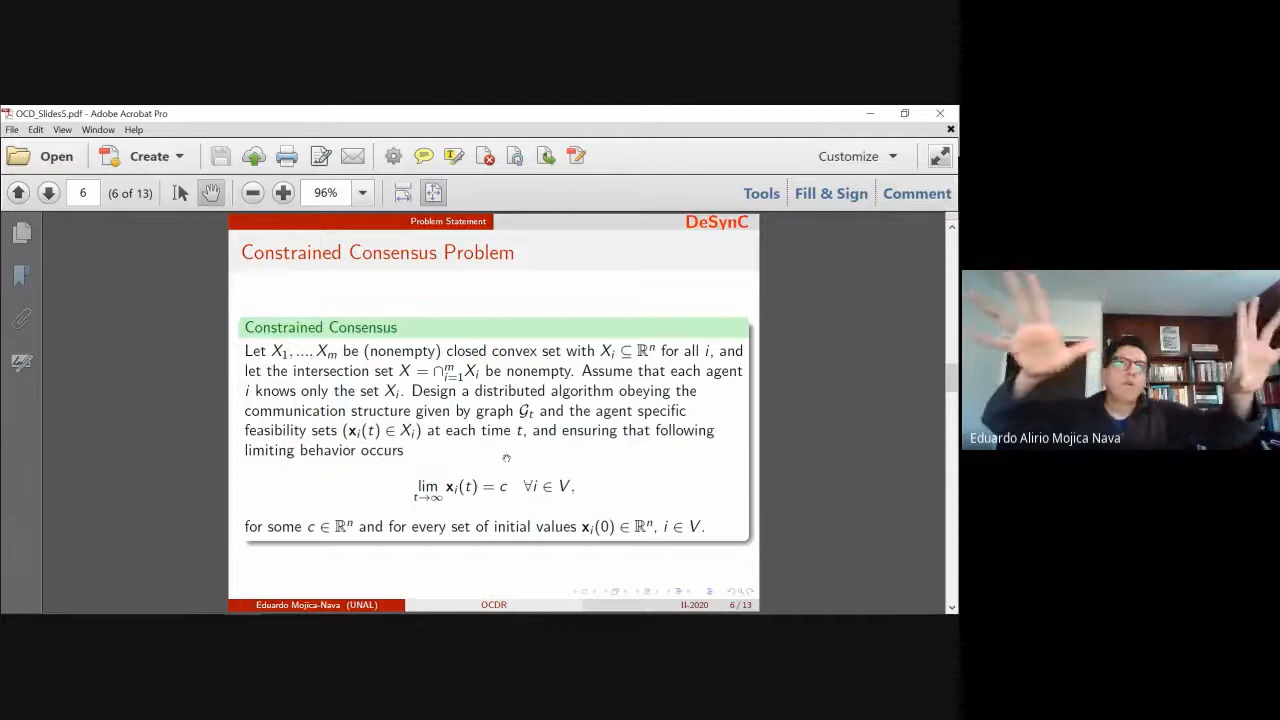 OCD_Slides5.pdf - Adobe Acrobat Pro
File Edit View Window Help
Open Create Customize
6 (6 of 13) 96% Tools Fill & Sign Comment
Problem Statement DeSynC
Constrained Consensus Problem
Constrained Consensus
Let X₁, ..., Xₘ be (nonempty) closed convex set with Xᵢ ⊆ ℝⁿ for all i, and
let the intersection set X = ∩ᵢ₌₁ᵐ Xᵢ be nonempty. Assume that each agent
i knows only the set Xᵢ. Design a distributed algorithm obeying the
communication structure given by graph 𝒢ₜ and the agent specific
feasibility sets (xᵢ(t) ∈ Xᵢ) at each time t, and ensuring that following
limiting behavior occurs
lim t→∞ xᵢ(t) = c ∀i ∈ V,
for some c ∈ ℝⁿ and for every set of initial values xᵢ(0) ∈ ℝⁿ, i ∈ V.
Eduardo Mojica-Nava (UNAL) OCDR II-2020 6 / 13
Eduardo Alirio Mojica Nava